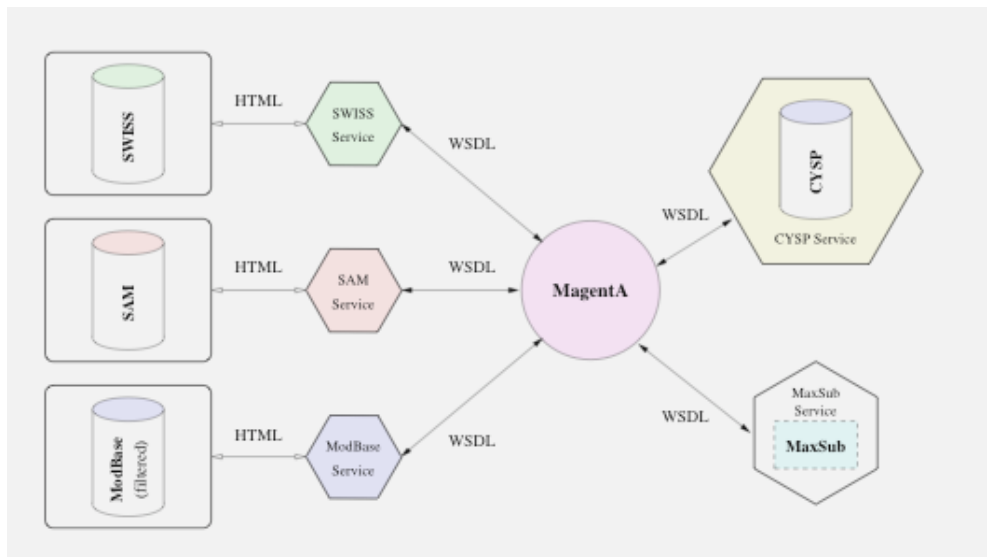 SWISS
HTML
SWISS
Service
WSDL
CYSP
CYSP Service
WSDL
SAM
HTML
SAM
Service
WSDL
MagentA
ModBase
(filtered)
HTML
ModBase
Service
WSDL
WSDL
MaxSub
Service
MaxSub